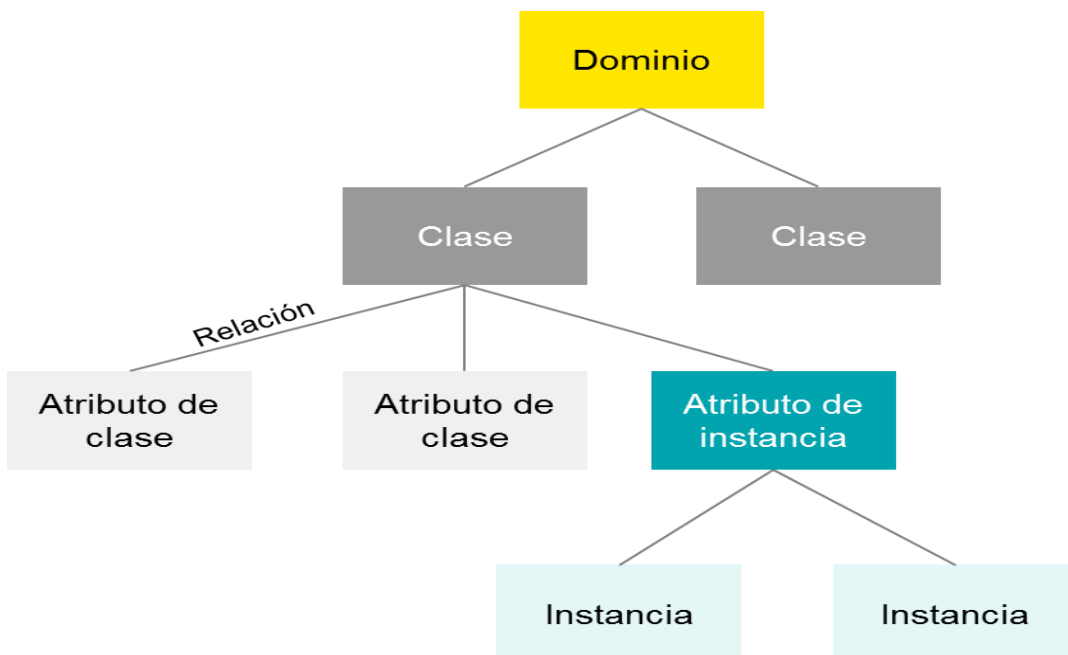 Dominio
Clase
Clase
Relación
Atributo de
clase
Atributo de
clase
Atributo de
instancia
Instancia
Instancia